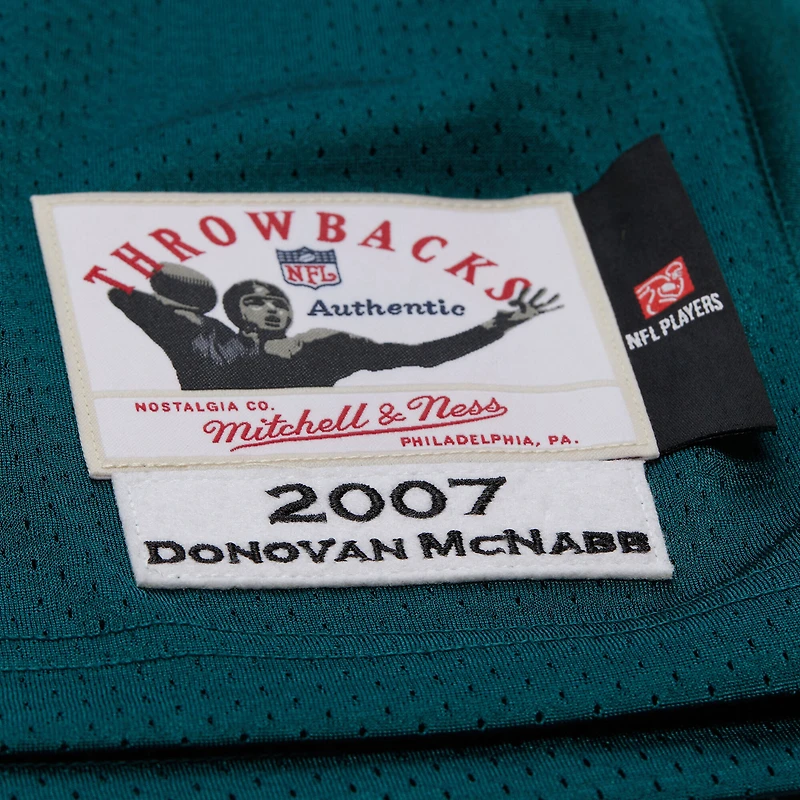 THROWBACKS
NFL
Authentic
NFL PLAYERS
NOSTALGIA CO.
Mitchell & Ness
PHILADELPHIA, PA.
2007
DONOVAN MCNABB